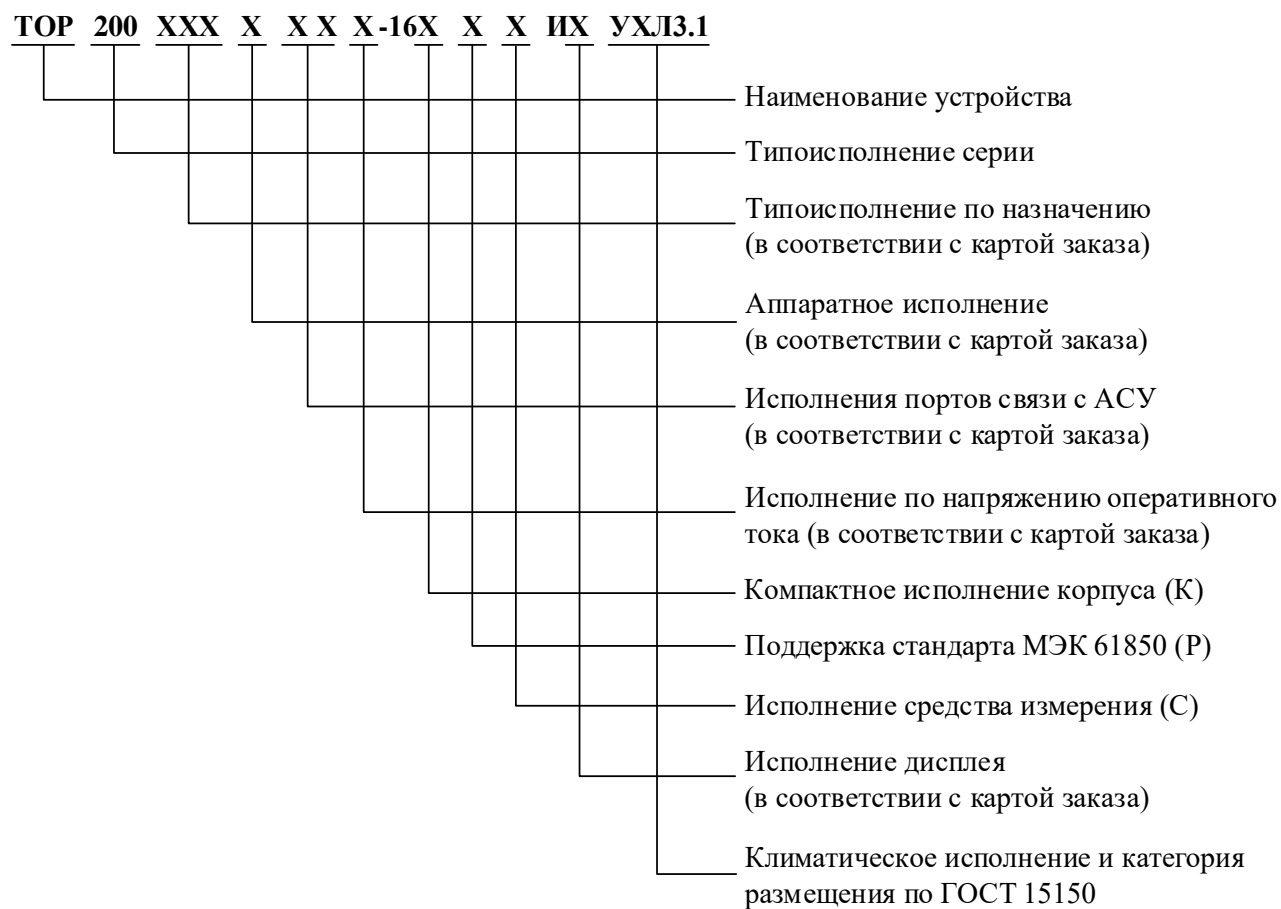 ТОР 200 ХХХ Х Х Х Х-16Х Х Х ИХ УХЛ3.1
Наименование устройства
Типоисполнение серии
Типоисполнение по назначению
(в соответствии с картой заказа)
Аппаратное исполнение
(в соответствии с картой заказа)
Исполнения портов связи с АСУ
(в соответствии с картой заказа)
Исполнение по напряжению оперативного
тока (в соответствии с картой заказа)
Компактное исполнение корпуса (К)
Поддержка стандарта МЭК 61850 (Р)
Исполнение средства измерения (С)
Исполнение дисплея
(в соответствии с картой заказа)
Климатическое исполнение и категория
размещения по ГОСТ 15150